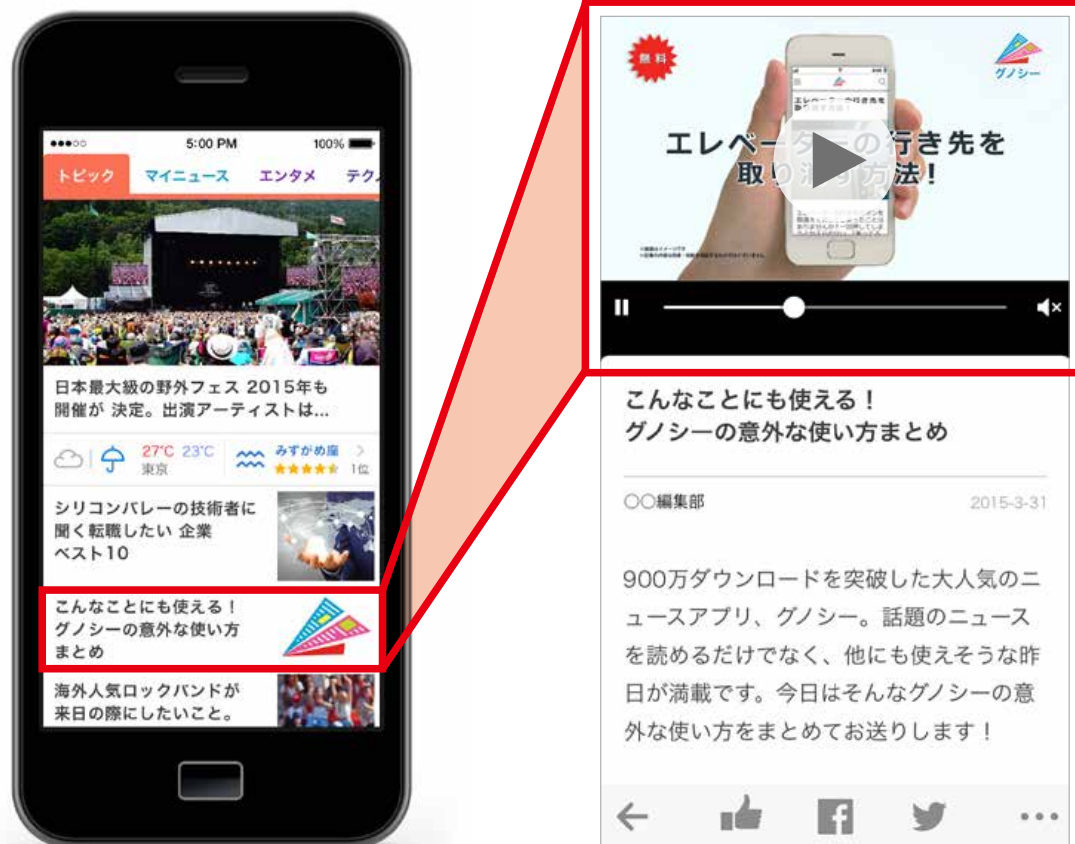 5:00 PM
100%
トピック
マイニュース
エンタメ
テク
日本最大級の野外フェス 2015年も
開催が 決定。出演アーティストは...
27℃ 23℃
東京
みずがめ座
1位
シリコンバレーの技術者に
聞く転職したい 企業
ベスト10
こんなことにも使える！
グノシーの意外な使い方
まとめ
海外人気ロックバンドが
来日の際にしたいこと。
無料
グノシー
エレベーターの行き先を
取り消す方法！
こんなことにも使える！
グノシーの意外な使い方まとめ
〇〇編集部
2015-3-31
900万ダウンロードを突破した大人気のニ
ュースアプリ、グノシー。話題のニュース
を読めるだけでなく、他にも使えそうな昨
日が満載です。今日はそんなグノシーの意
外な使い方をまとめてお送りします！